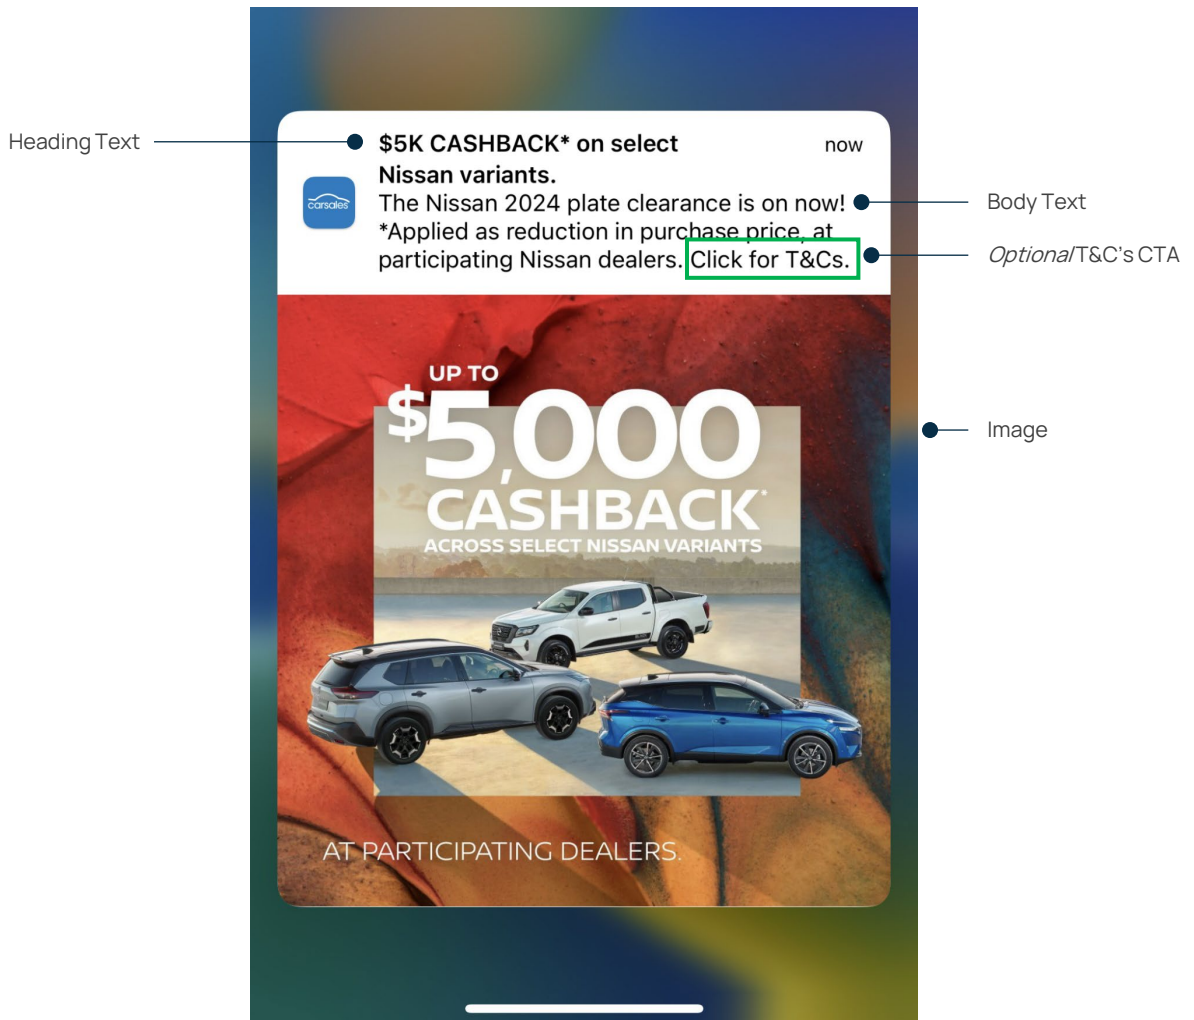 Heading Text
$5K CASHBACK* on select
now
Nissan variants.
carsales
The Nissan 2024 plate clearance is on now!
*Applied as reduction in purchase price, at
participating Nissan dealers. Click for T&Cs.
Body Text
Optional T&C's CTA
UP TO
$5,000
CASHBACK*
ACROSS SELECT NISSAN VARIANTS
Image
AT PARTICIPATING DEALERS.